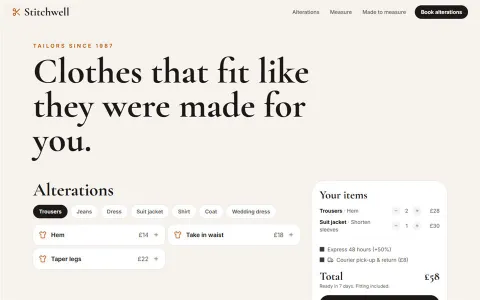 Stitchwell
Alterations
Measure
Made to measure
Book alterations
TAILORS SINCE 1987
Clothes that fit like
they were made for
you.
Alterations
Trousers
Jeans
Dress
Suit jacket
Shirt
Coat
Wedding dress
Hem £14 +
Take in waist £18 +
Taper legs £22 +
Your items
Trousers · Hem − 2 + £28
Suit jacket · Shorten
sleeves − 1 + £30
Express 48 hours (+50%)
Courier pick-up & return (£8)
Total £58
Ready in 7 days. Fitting included.